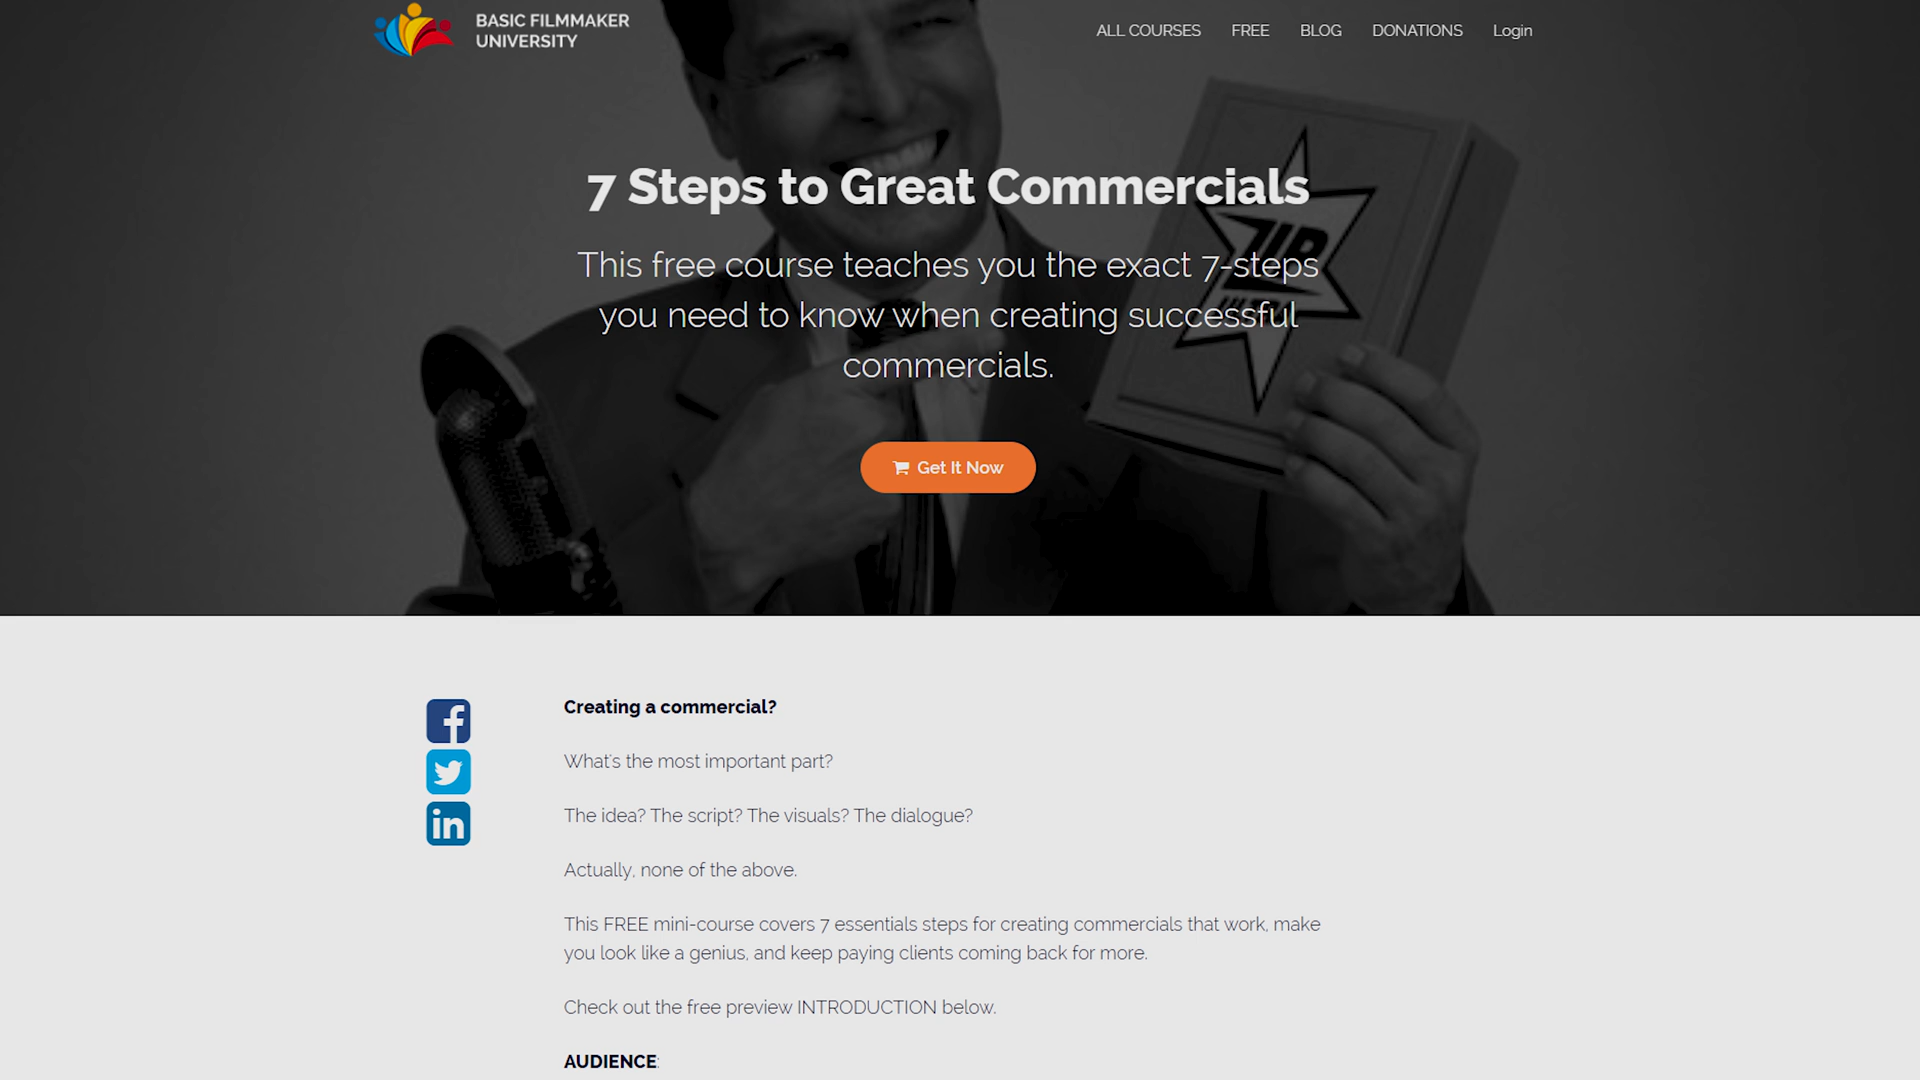 BASIC FILMMAKER
UNIVERSITY
ALL COURSES FREE BLOG DONATIONS Login
7 Steps to Great Commercials
This free course teaches you the exact 7-steps
you need to know when creating successful
commercials.
ZIP
ULTRA
Get It Now
Creating a commercial?
What's the most important part?
The idea? The script? The visuals? The dialogue?
Actually, none of the above.
This FREE mini-course covers 7 essentials steps for creating commercials that work, make
you look like a genius, and keep paying clients coming back for more.
Check out the free preview INTRODUCTION below.
AUDIENCE: